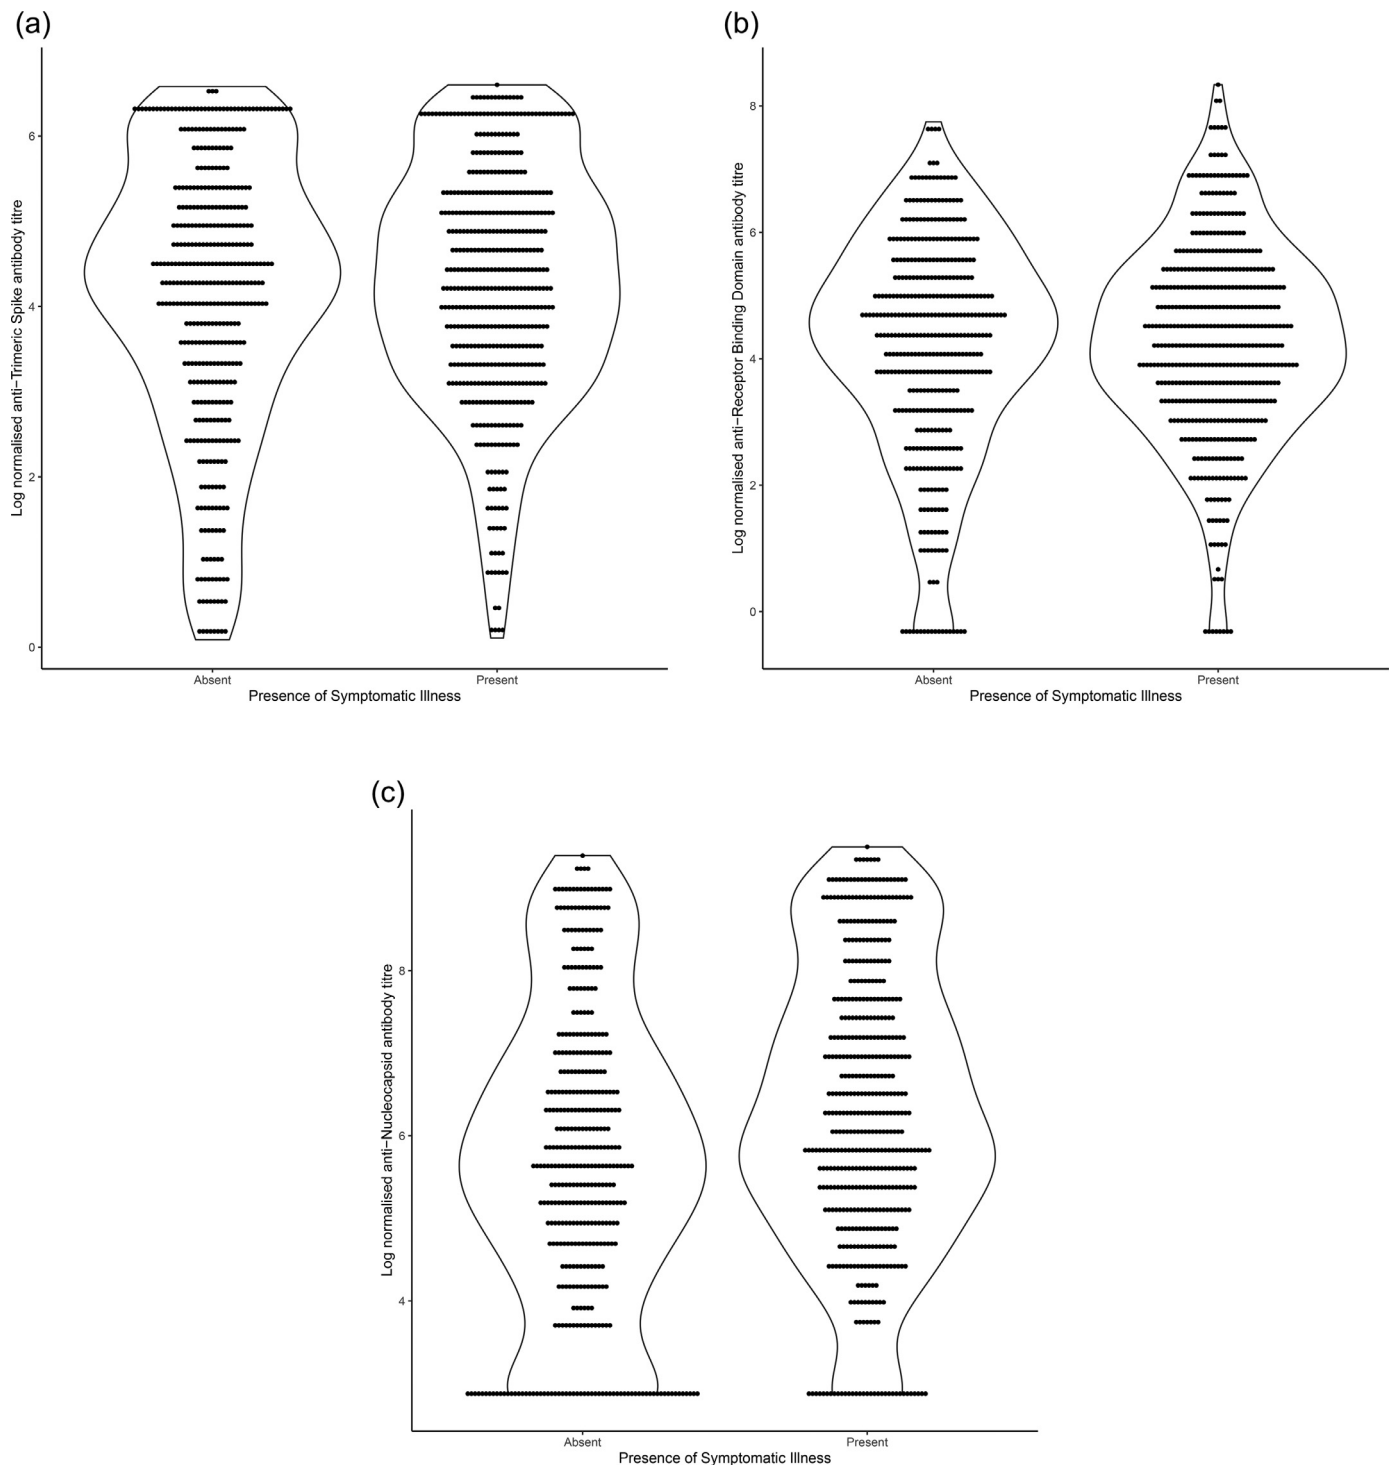 (a)
Log normalised anti−Trimeric Spike antibody titre
6
4
2
0
Absent
Present
Presence of Symptomatic Illness
(b)
Log normalised anti−Receptor Binding Domain antibody titre
8
6
4
2
0
Absent
Present
Presence of Symptomatic Illness
(c)
Log normalised anti−Nucleocapsid antibody titre
8
6
4
Absent
Present
Presence of Symptomatic Illness